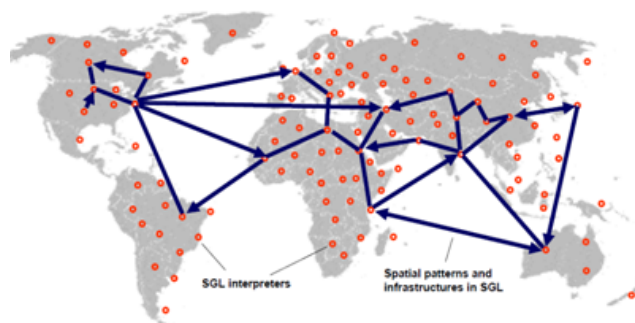 SGL interpreters
Spatial patterns and
infrastructures in SGL